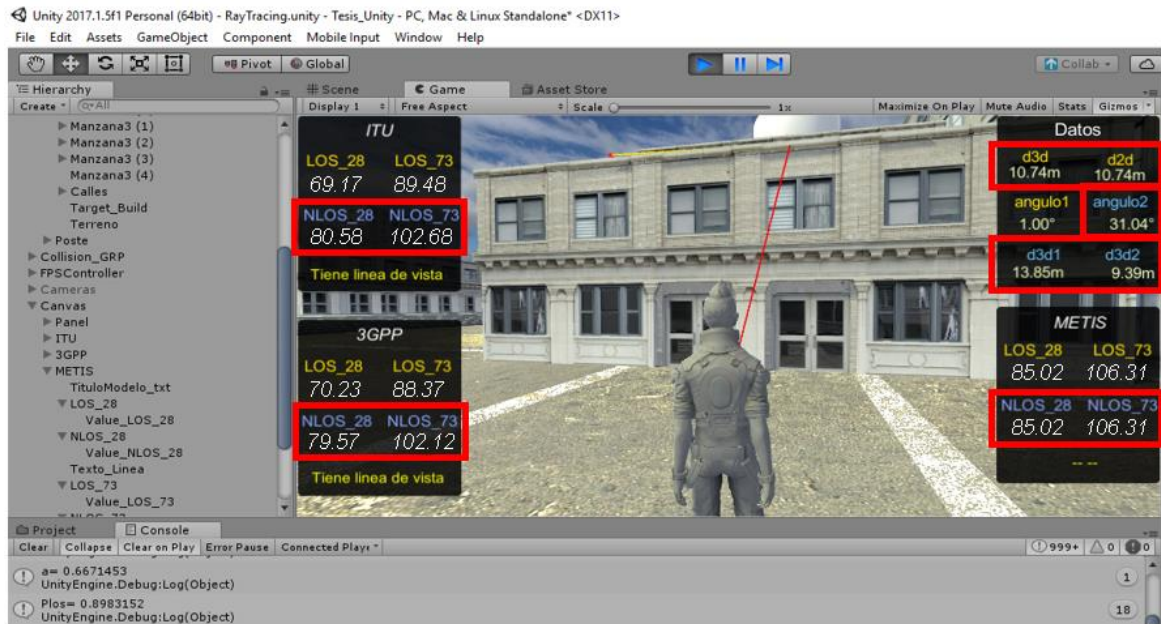 Unity 2017.1.5f1 Personal (64bit) - RayTracing.unity - Tesis_Unity - PC, Mac & Linux Standalone* <DX11>
File Edit Assets GameObject Component Mobile Input Window Help
Pivot Global Collab
Hierarchy
Create All
Manzana3 (1)
Manzana3 (2)
Manzana3 (3)
Manzana3 (4)
Calles
Target_Build
Terreno
Poste
Collision_GRP
FPSController
Cameras
Canvas
Panel
ITU
3GPP
METIS
TituloModelo_txt
LOS_28
Value_LOS_28
NLOS_28
Value_NLOS_28
Texto_Linea
LOS_73
Value_LOS_73
NLOS_73
Scene Game Asset Store
Display 1 Free Aspect Scale 1x Maximize On Play Mute Audio Stats Gizmos
ITU
LOS_28 LOS_73
69.17 89.48
NLOS_28 NLOS_73
80.58 102.68
Tiene linea de vista
3GPP
LOS_28 LOS_73
70.23 88.37
NLOS_28 NLOS_73
79.57 102.12
Tiene linea de vista
Datos
d3d d2d
10.74m 10.74m
angulo1 angulo2
1.00° 31.04°
d3d1 d3d2
13.85m 9.39m
METIS
LOS_28 LOS_73
85.02 106.31
NLOS_28 NLOS_73
85.02 106.31
-- --
Project Console
Clear Collapse Clear on Play Error Pause Connected Playe 999+ 0 0
a= 0.6671453
UnityEngine.Debug:Log(Object) 1
Plos= 0.8983152
UnityEngine.Debug:Log(Object) 18